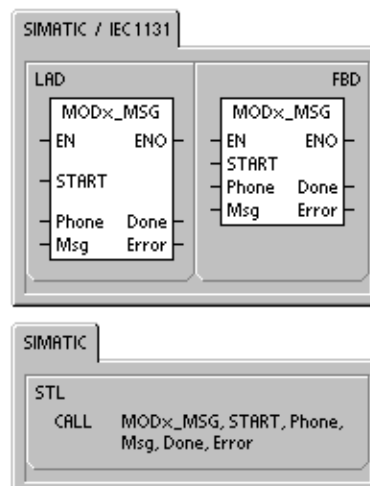 SIMATIC / IEC1131
LAD
MODx_MSG
EN ENO
START
Phone Done
Msg Error
FBD
MODx_MSG
EN ENO
START
Phone Done
Msg Error
SIMATIC
STL
CALL MODx_MSG, START, Phone,
Msg, Done, Error